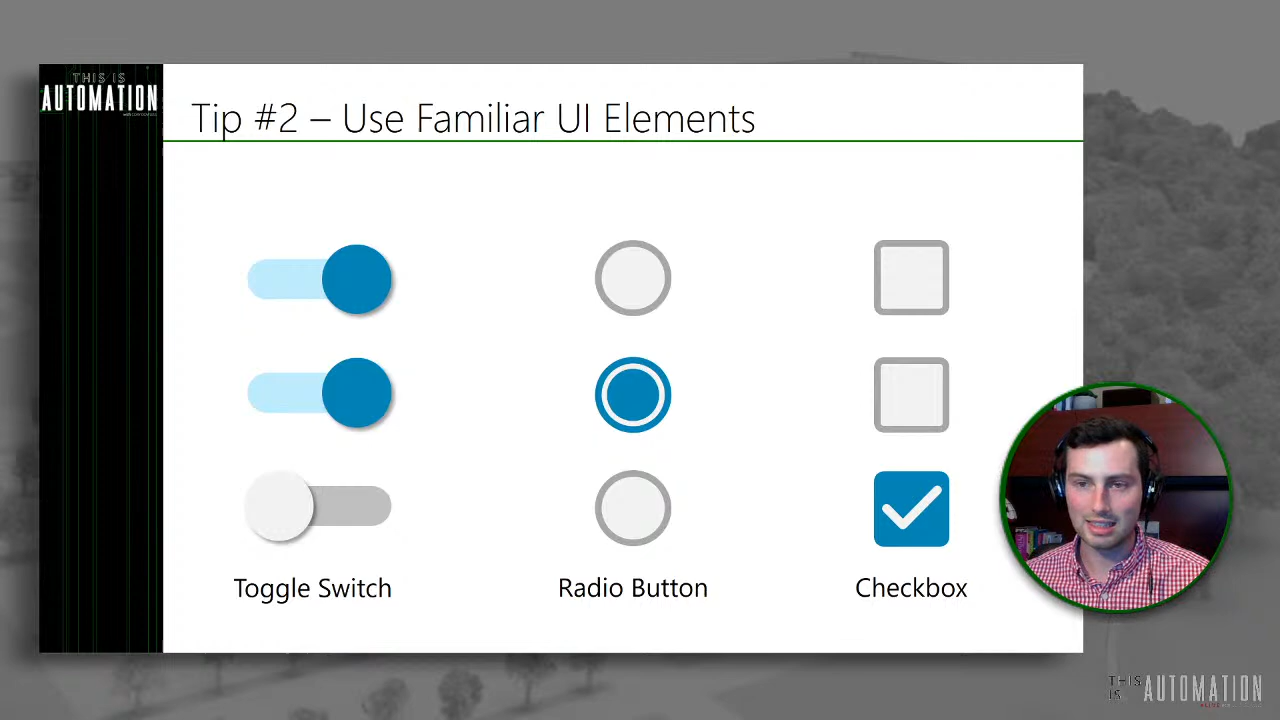 THIS IS
AUTOMATION
Tip #2 – Use Familiar UI Elements
Toggle Switch
Radio Button
Checkbox
THIS
IS
AUTOMATION